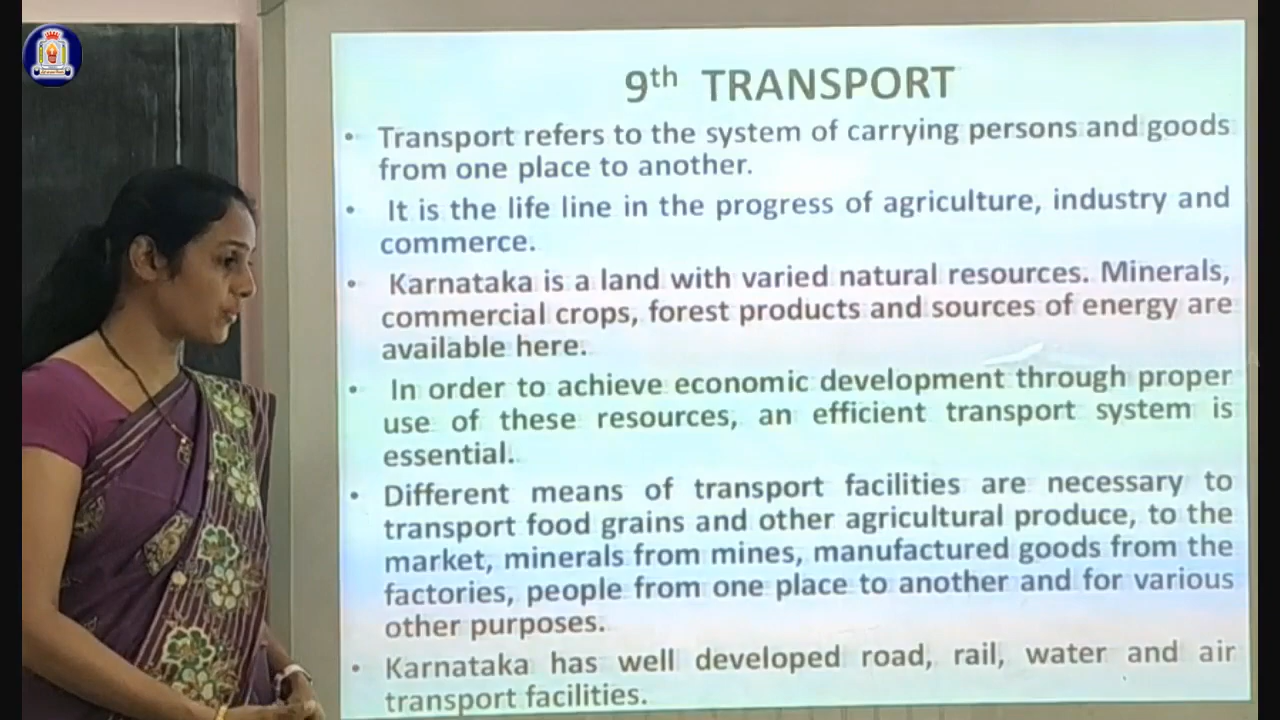 9th TRANSPORT
• Transport refers to the system of carrying persons and goods
from one place to another.
• It is the life line in the progress of agriculture, industry and
commerce.
• Karnataka is a land with varied natural resources. Minerals,
commercial crops, forest products and sources of energy are
available here.
• In order to achieve economic development through proper
use of these resources, an efficient transport system is
essential.
• Different means of transport facilities are necessary to
transport food grains and other agricultural produce, to the
market, minerals from mines, manufactured goods from the
factories, people from one place to another and for various
other purposes.
• Karnataka has well developed road, rail, water and air
transport facilities.